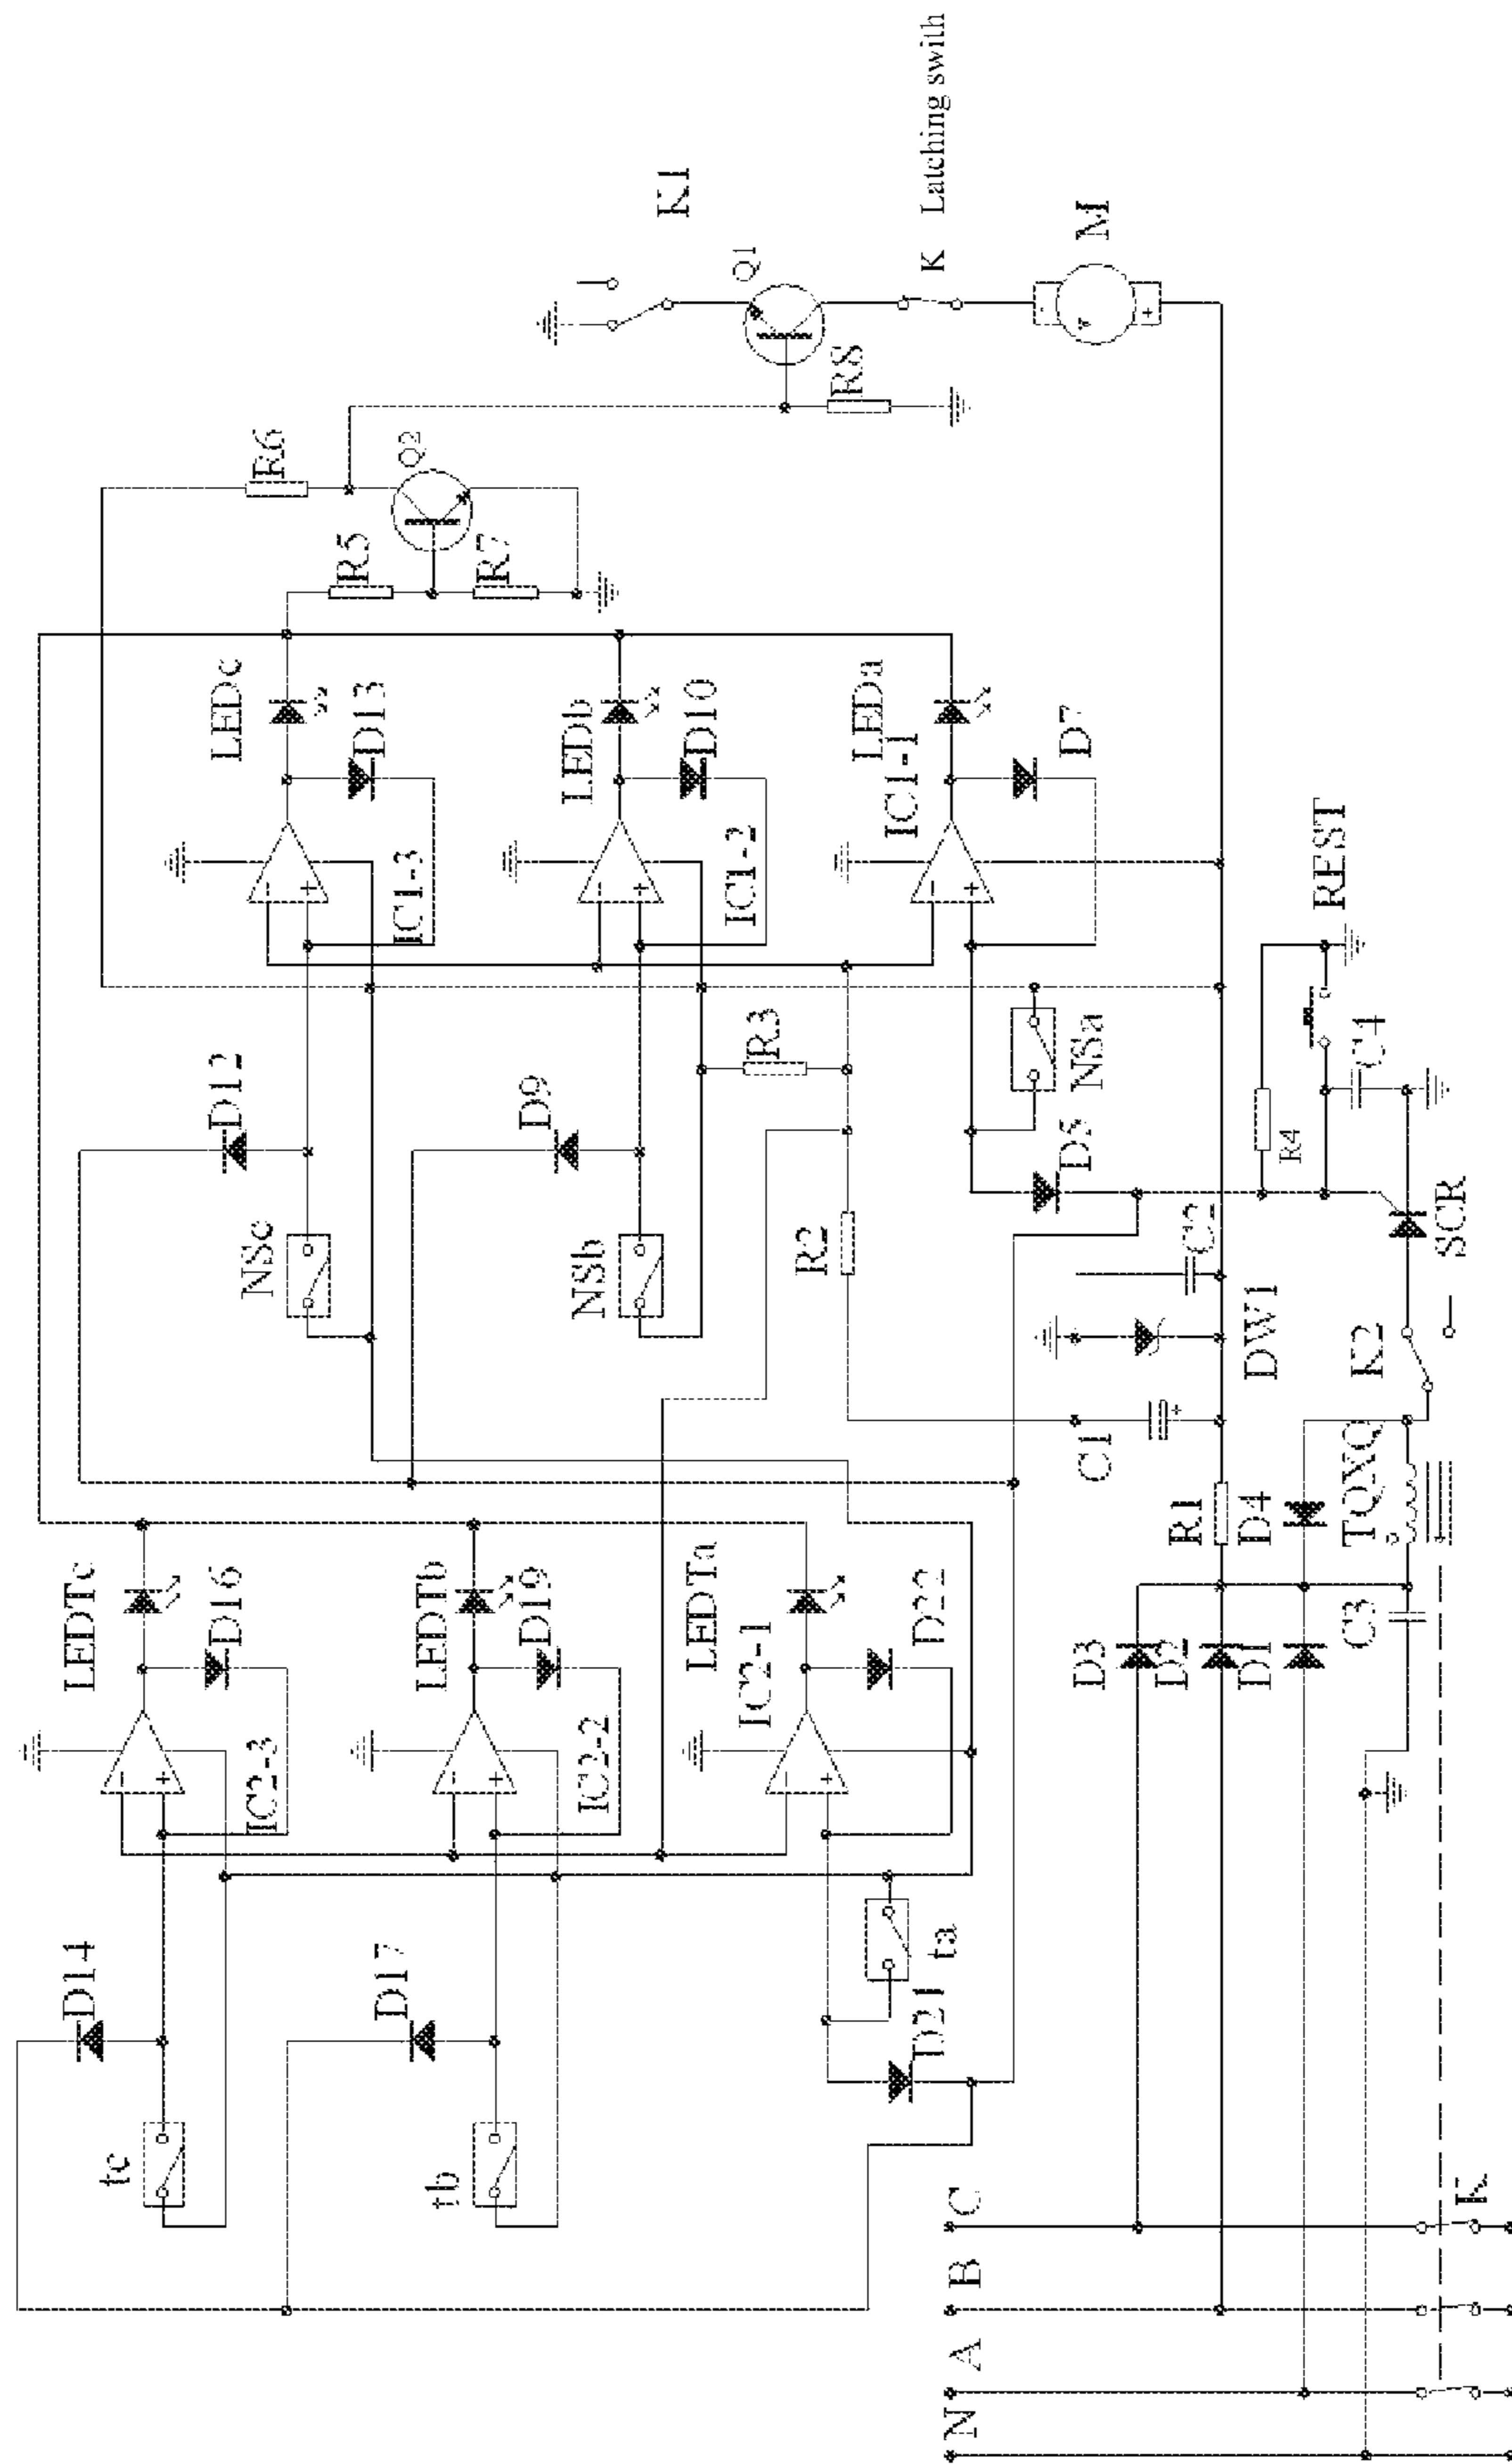 tc
D14
IC2-3
D16
LEDTc
tb
D17
IC2-2
D19
LEDTb
ta
D21
IC2-1
D22
LEDTa
NSc
D12
IC1-3
D13
LEDc
NSb
D9
IC1-2
D10
LEDb
R2
R3
NSa
D5
IC1-1
D7
LEDa
R5
R7
R6
Q2
R8
Q1
K1
K
Latching swith
M
-
+
N
A
B
C
K
D3
D2
D1
C3
R1
D4
TQXQ
C1
+
DW1
C2
K2
SCR
R4
C4
REST